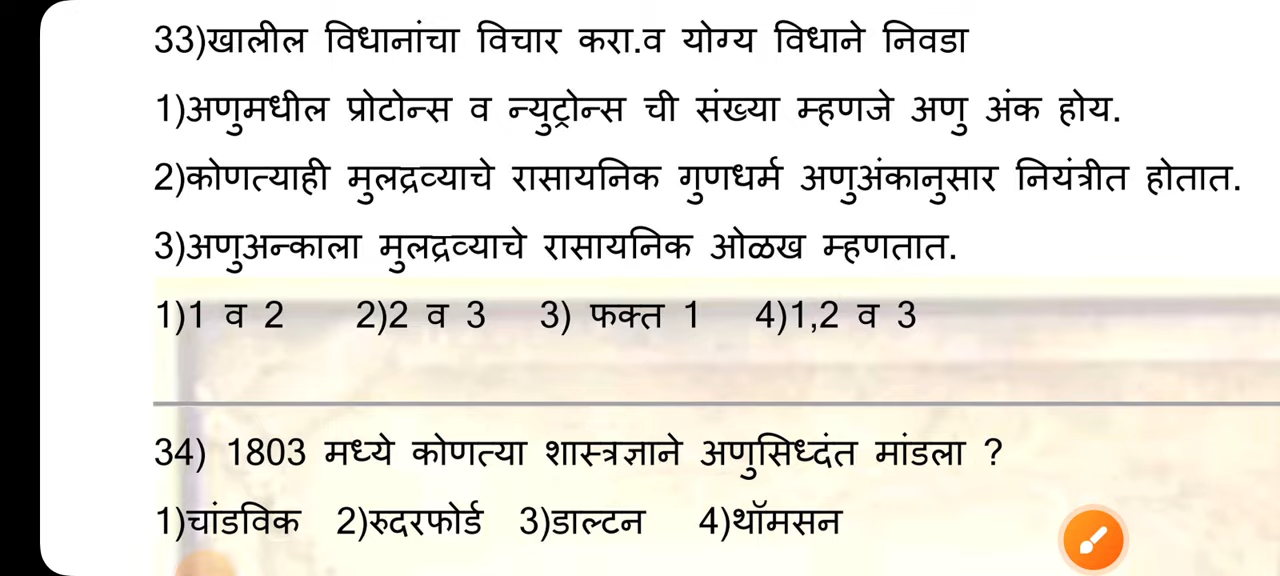 33)खालील विधानांचा विचार करा.व योग्य विधाने निवडा
1)अणुमधील प्रोटोन्स व न्युट्रोन्स ची संख्या म्हणजे अणु अंक होय.
2)कोणत्याही मुलद्रव्याचे रासायनिक गुणधर्म अणुअंकानुसार नियंत्रीत होतात.
3)अणुअन्काला मुलद्रव्याचे रासायनिक ओळख म्हणतात.
1)1 व 2 2)2 व 3 3) फक्त 1 4)1,2 व 3
34) 1803 मध्ये कोणत्या शास्त्रज्ञाने अणुसिध्दंत मांडला ?
1)चांडविक 2)रुदरफोर्ड 3)डाल्टन 4)थॉमसन